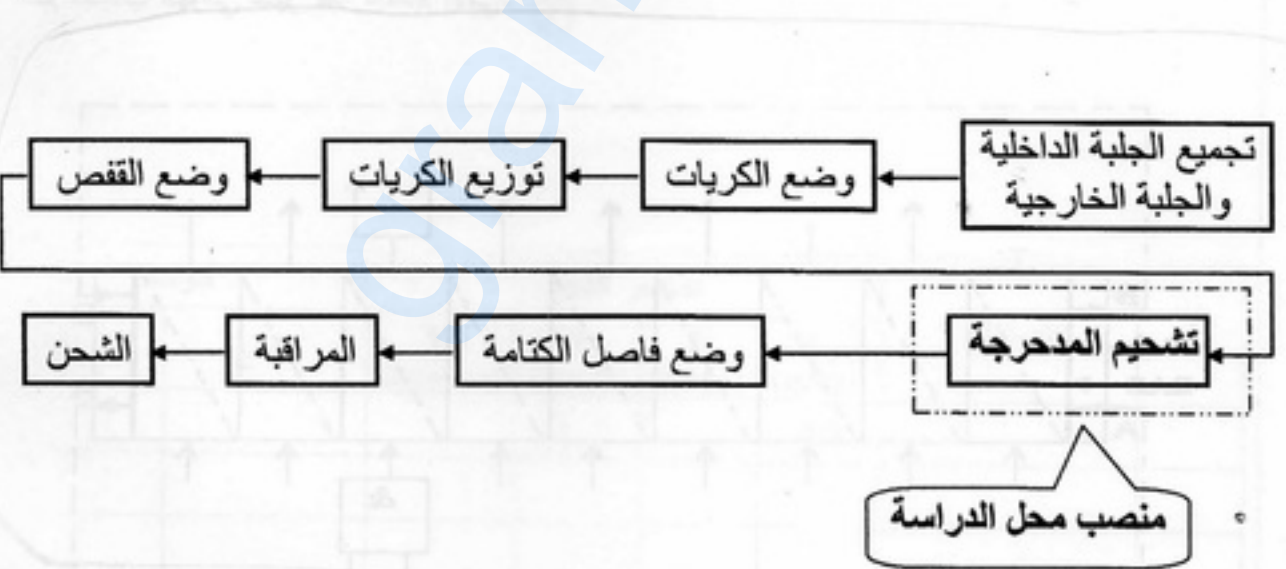 تجميع الجلبة الداخلية
والجلبة الخارجية
وضع الكريات
توزيع الكريات
وضع القفص
تشحيم المدحرجة
وضع فاصل الكتامة
المراقبة
الشحن
منصب محل الدراسة
gran